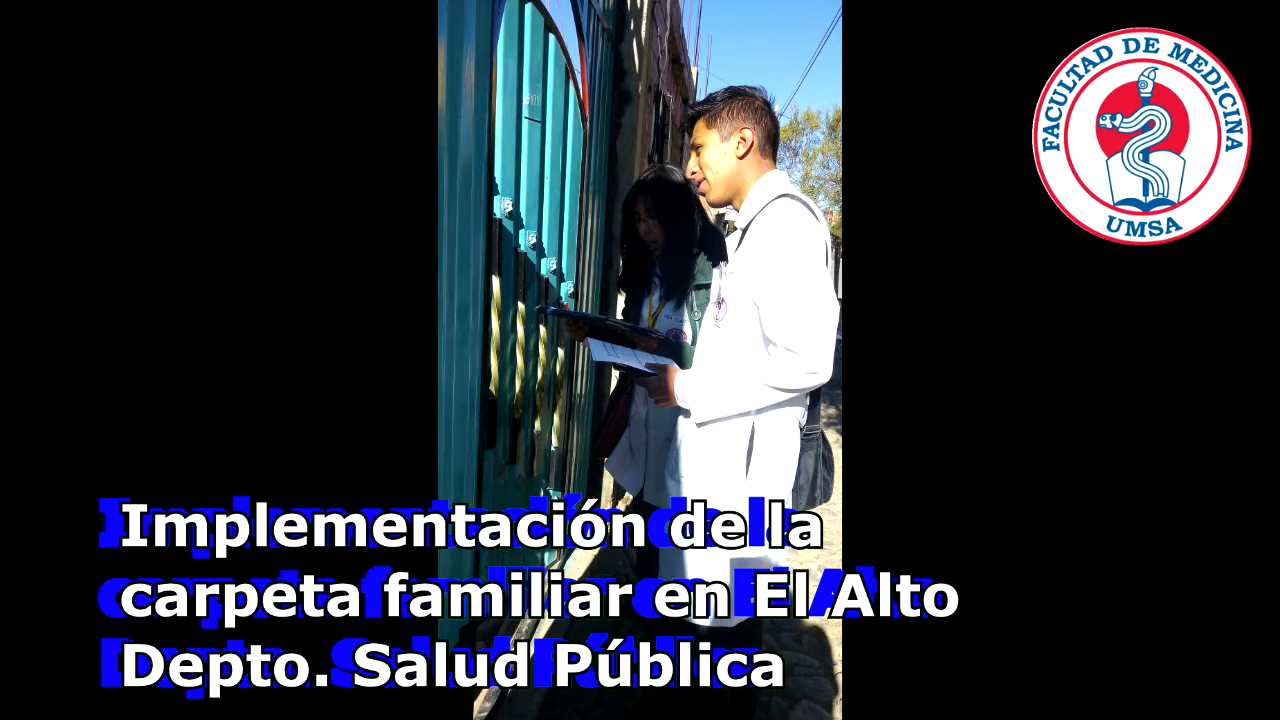 FACULTAD DE MEDICINA
UMSA
Implementación de la
carpeta familiar en El Alto
Depto. Salud Pública